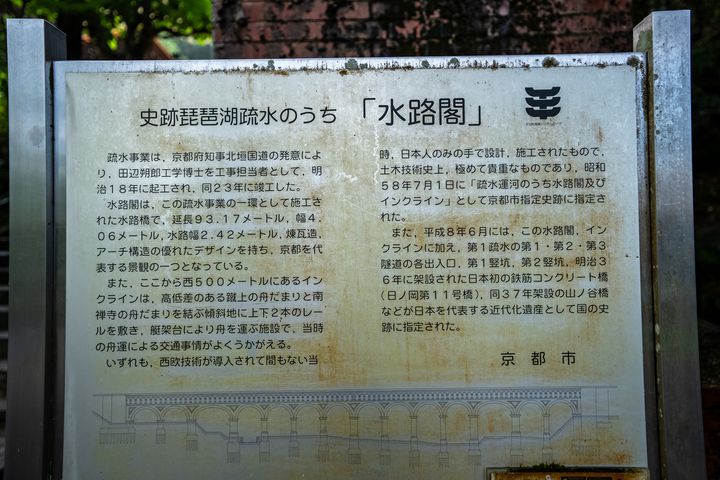 史跡琵琶湖疏水のうち 「水路閣」
疏水事業は，京都府知事北垣国道の発意によ
り，田辺朔郎工学博士を工事担当者として，明
治18年に起工され，同23年に竣工した。
水路閣は，この疏水事業の一環として施工さ
れた水路橋で，延長93.17メートル，幅4.
06メートル，水路幅2.42メートル，煉瓦造，
アーチ構造の優れたデザインを持ち，京都を代
表する景観の一つとなっている。
また，ここから西500メートルにあるイン
クラインは，高低差のある蹴上の舟だまりと南
禅寺の舟だまりを結ぶ傾斜地に上下2本のレー
ルを敷き，艇架台により舟を運ぶ施設で，当時
の舟運による交通事情がよくうかがえる。
いずれも，西欧技術が導入されて間もない当
時，日本人のみの手で設計，施工されたもので，
土木技術史上，極めて貴重なものであり，昭和
58年7月1日に「疏水運河のうち水路閣及び
インクライン」として京都市指定史跡に指定さ
れた。
また，平成8年6月には，この水路閣，イン
クラインに加え，第1疏水の第1・第2・第3
隧道の各出入口，第1竪坑，第2竪坑，明治3
6年に架設された日本初の鉄筋コンクリート橋
（日ノ岡第11号橋），同37年架設の山ノ谷橋
などが日本を代表する近代化遺産として国の史
跡に指定された。
京都市